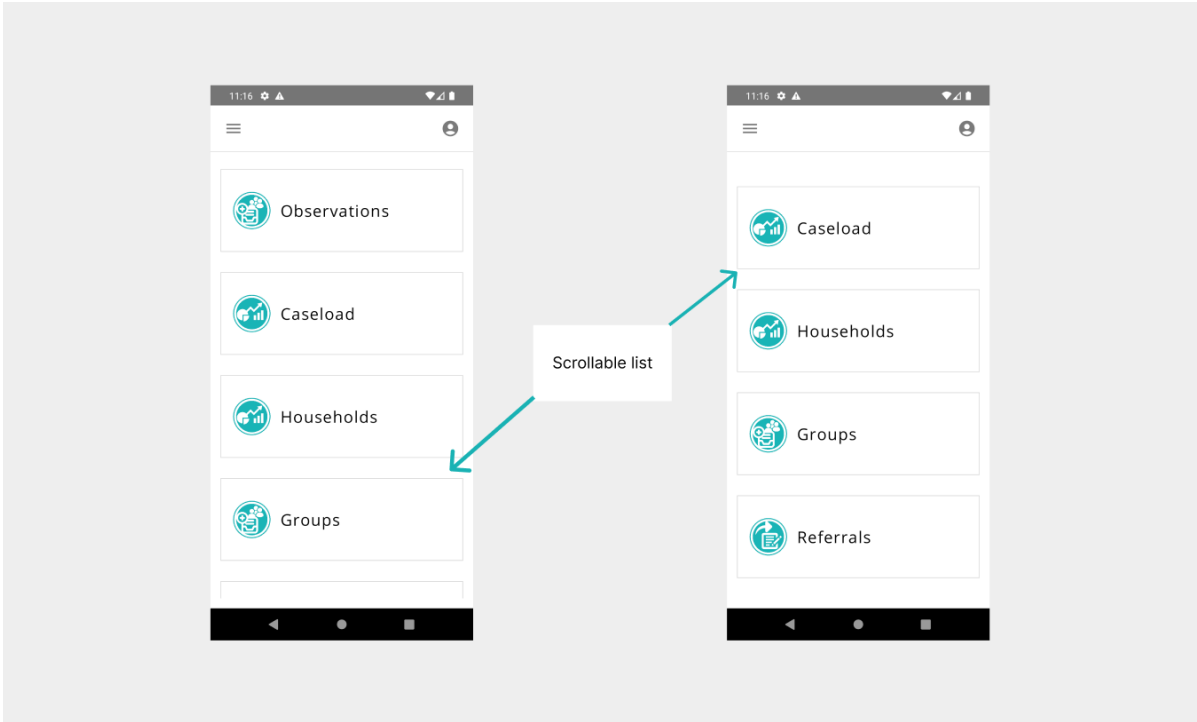 11:16
Observations
Caseload
Households
Groups
Scrollable list
11:16
Caseload
Households
Groups
Referrals